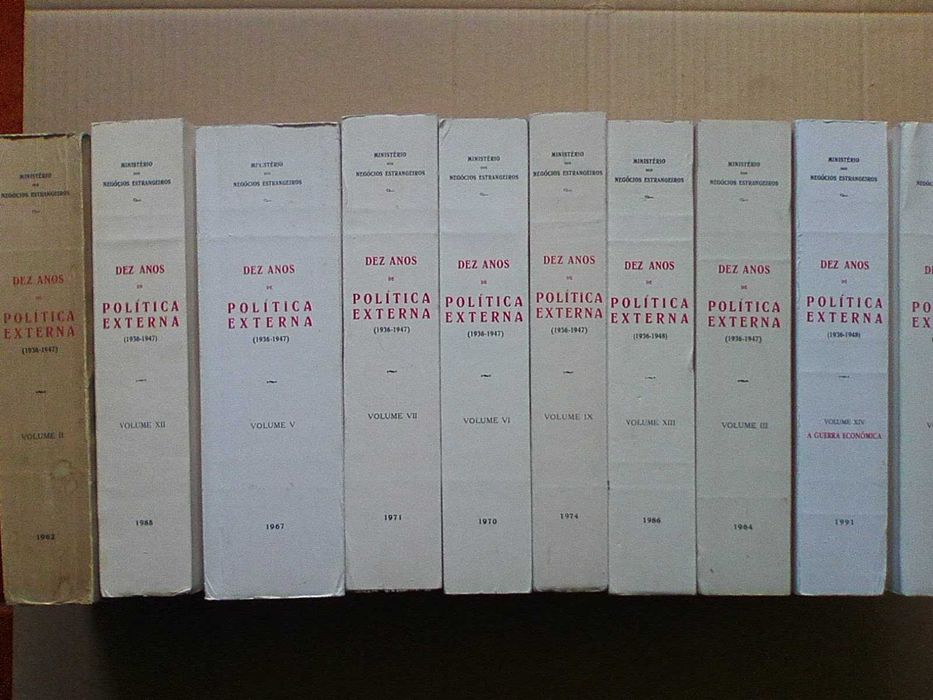 MINISTÉRIO
DOS
NEGÓCIOS ESTRANGEIROS
DEZ ANOS
DE
POLÍTICA
EXTERNA
(1936-1947)
VOLUME II
1962
MINISTÉRIO
DOS
NEGÓCIOS ESTRANGEIROS
DEZ ANOS
DE
POLÍTICA
EXTERNA
(1936-1947)
VOLUME XII
1985
MINISTÉRIO
DOS
NEGÓCIOS ESTRANGEIROS
DEZ ANOS
DE
POLÍTICA
EXTERNA
(1936-1947)
VOLUME V
1967
MINISTÉRIO
DOS
NEGÓCIOS ESTRANGEIROS
DEZ ANOS
DE
POLÍTICA
EXTERNA
(1936-1947)
VOLUME VII
1971
MINISTÉRIO
DOS
NEGÓCIOS ESTRANGEIROS
DEZ ANOS
DE
POLÍTICA
EXTERNA
(1936-1947)
VOLUME VI
1970
MINISTÉRIO
DOS
NEGÓCIOS ESTRANGEIROS
DEZ ANOS
DE
POLÍTICA
EXTERNA
(1936-1947)
VOLUME IX
1974
MINISTÉRIO
DOS
NEGÓCIOS ESTRANGEIROS
DEZ ANOS
DE
POLÍTICA
EXTERNA
(1936-1948)
VOLUME XIII
1986
MINISTÉRIO
DOS
NEGÓCIOS ESTRANGEIROS
DEZ ANOS
DE
POLÍTICA
EXTERNA
(1936-1947)
VOLUME III
1964
MINISTÉRIO
DOS
NEGÓCIOS ESTRANGEIROS
DEZ ANOS
DE
POLÍTICA
EXTERNA
(1936-1948)
VOLUME XIV
A GUERRA ECONÓMICA
1991